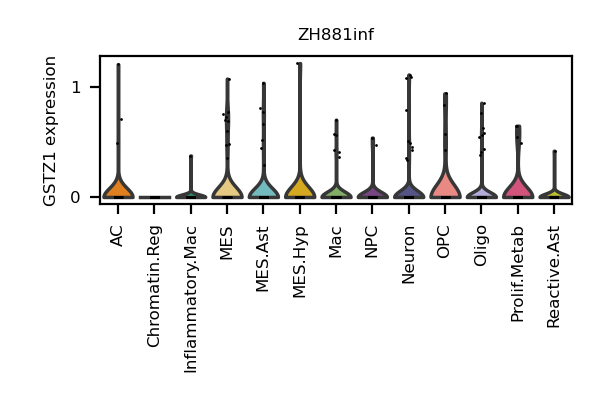 ZH881inf
GSTZ1 expression
1
0
AC
Chromatin.Reg
Inflammatory.Mac
MES
MES.Ast
MES.Hyp
Mac
NPC
Neuron
OPC
Oligo
Prolif.Metab
Reactive.Ast